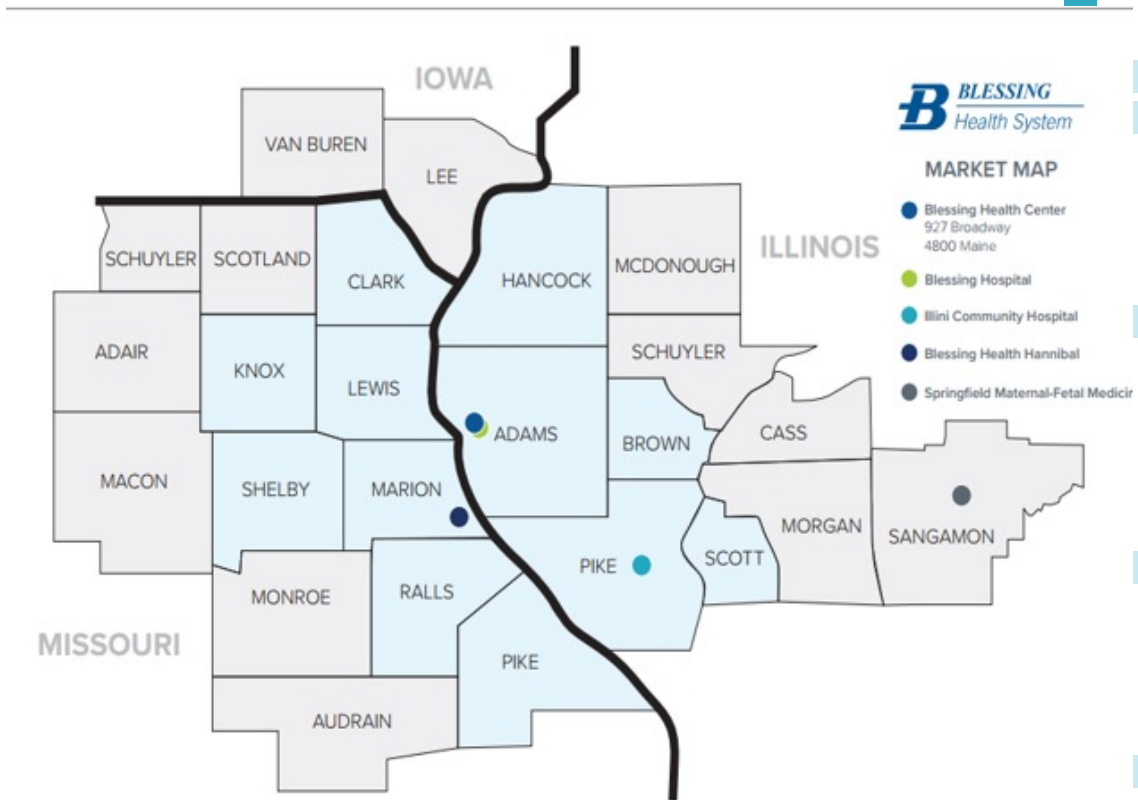 IOWA
VAN BUREN
LEE
SCHUYLER
SCOTLAND
CLARK
HANCOCK
MCDONOUGH
ILLINOIS
ADAIR
KNOX
LEWIS
SCHUYLER
ADAMS
BROWN
CASS
MACON
SHELBY
MARION
MORGAN
SANGAMON
PIKE
SCOTT
MONROE
RALLS
MISSOURI
PIKE
AUDRAIN
B BLESSING
Health System
MARKET MAP
Blessing Health Center
927 Broadway
4800 Maine
Blessing Hospital
Illini Community Hospital
Blessing Health Hannibal
Springfield Maternal-Fetal Medicin